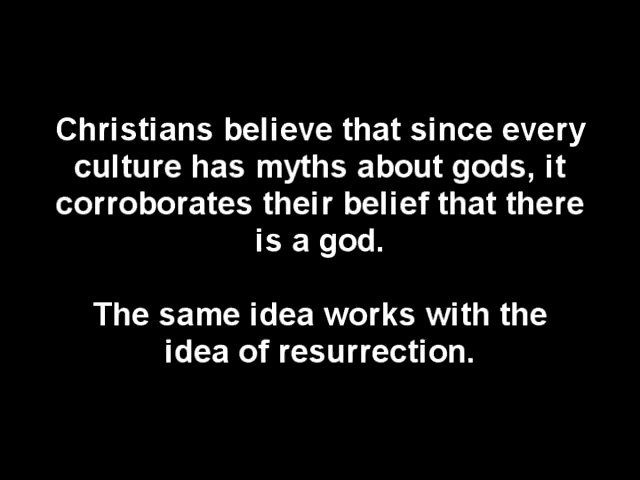 Christians believe that since every
culture has myths about gods, it
corroborates their belief that there
is a god.
The same idea works with the
idea of resurrection.